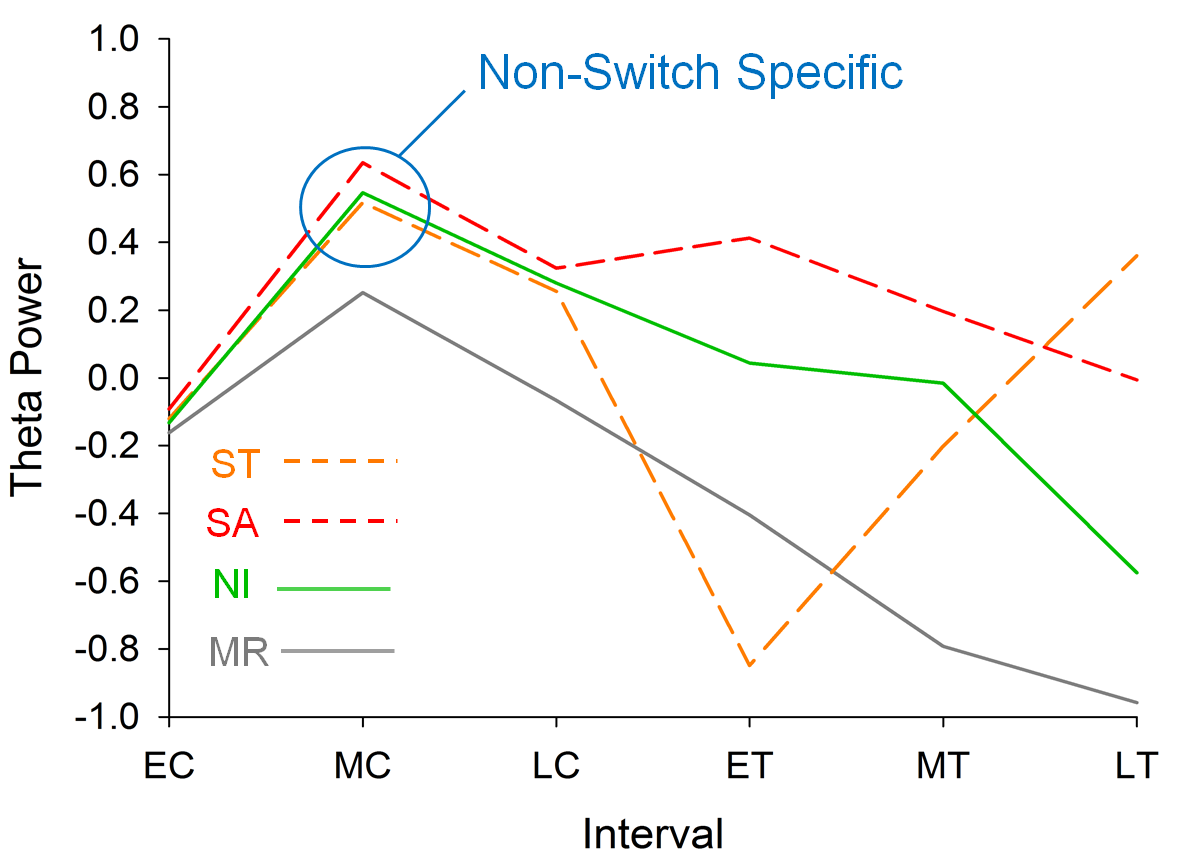 Non-Switch Specific
Theta Power
1.0
0.8
0.6
0.4
0.2
0.0
-0.2
-0.4
-0.6
-0.8
-1.0
ST
SA
NI
MR
EC MC LC ET MT LT
Interval